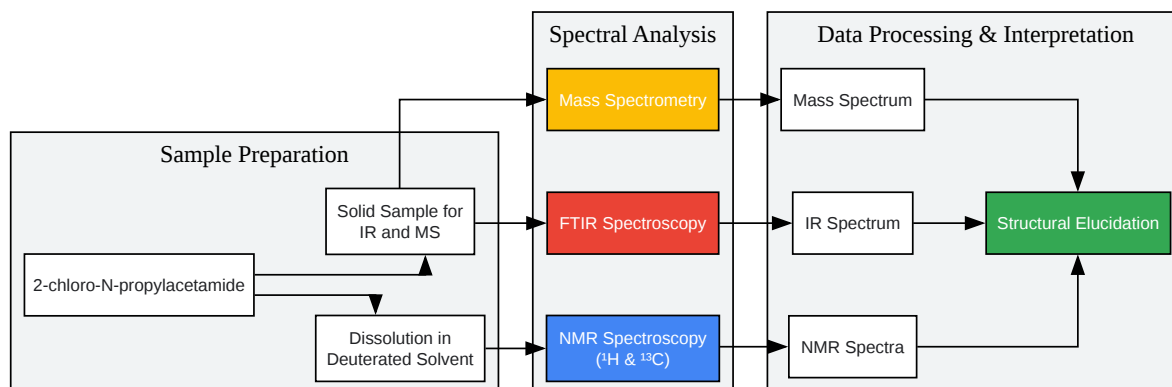 Sample Preparation
2-chloro-N-propylacetamide
Solid Sample for
IR and MS
Dissolution in
Deuterated Solvent
Spectral Analysis
Mass Spectrometry
FTIR Spectroscopy
NMR Spectroscopy
(¹H & ¹³C)
Data Processing & Interpretation
Mass Spectrum
IR Spectrum
NMR Spectra
Structural Elucidation